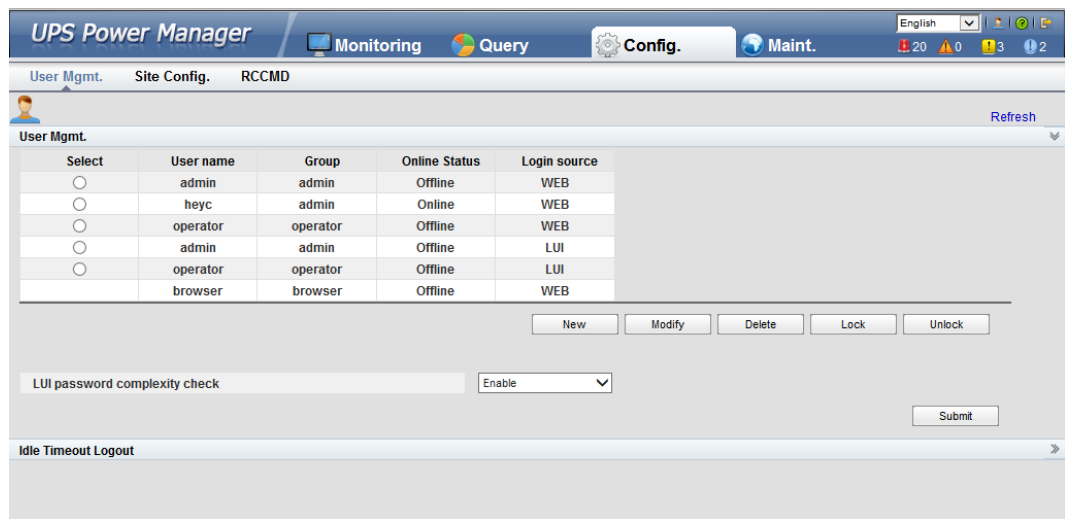 English
UPS Power Manager Monitoring Query Config. Maint.
20 0 3 2
User Mgmt. Site Config. RCCMD
Refresh
User Mgmt.
Select User name Group Online Status Login source
admin admin Offline WEB
heyc admin Online WEB
operator operator Offline WEB
admin admin Offline LUI
operator operator Offline LUI
browser browser Offline WEB
New Modify Delete Lock Unlock
LUI password complexity check Enable
Submit
Idle Timeout Logout